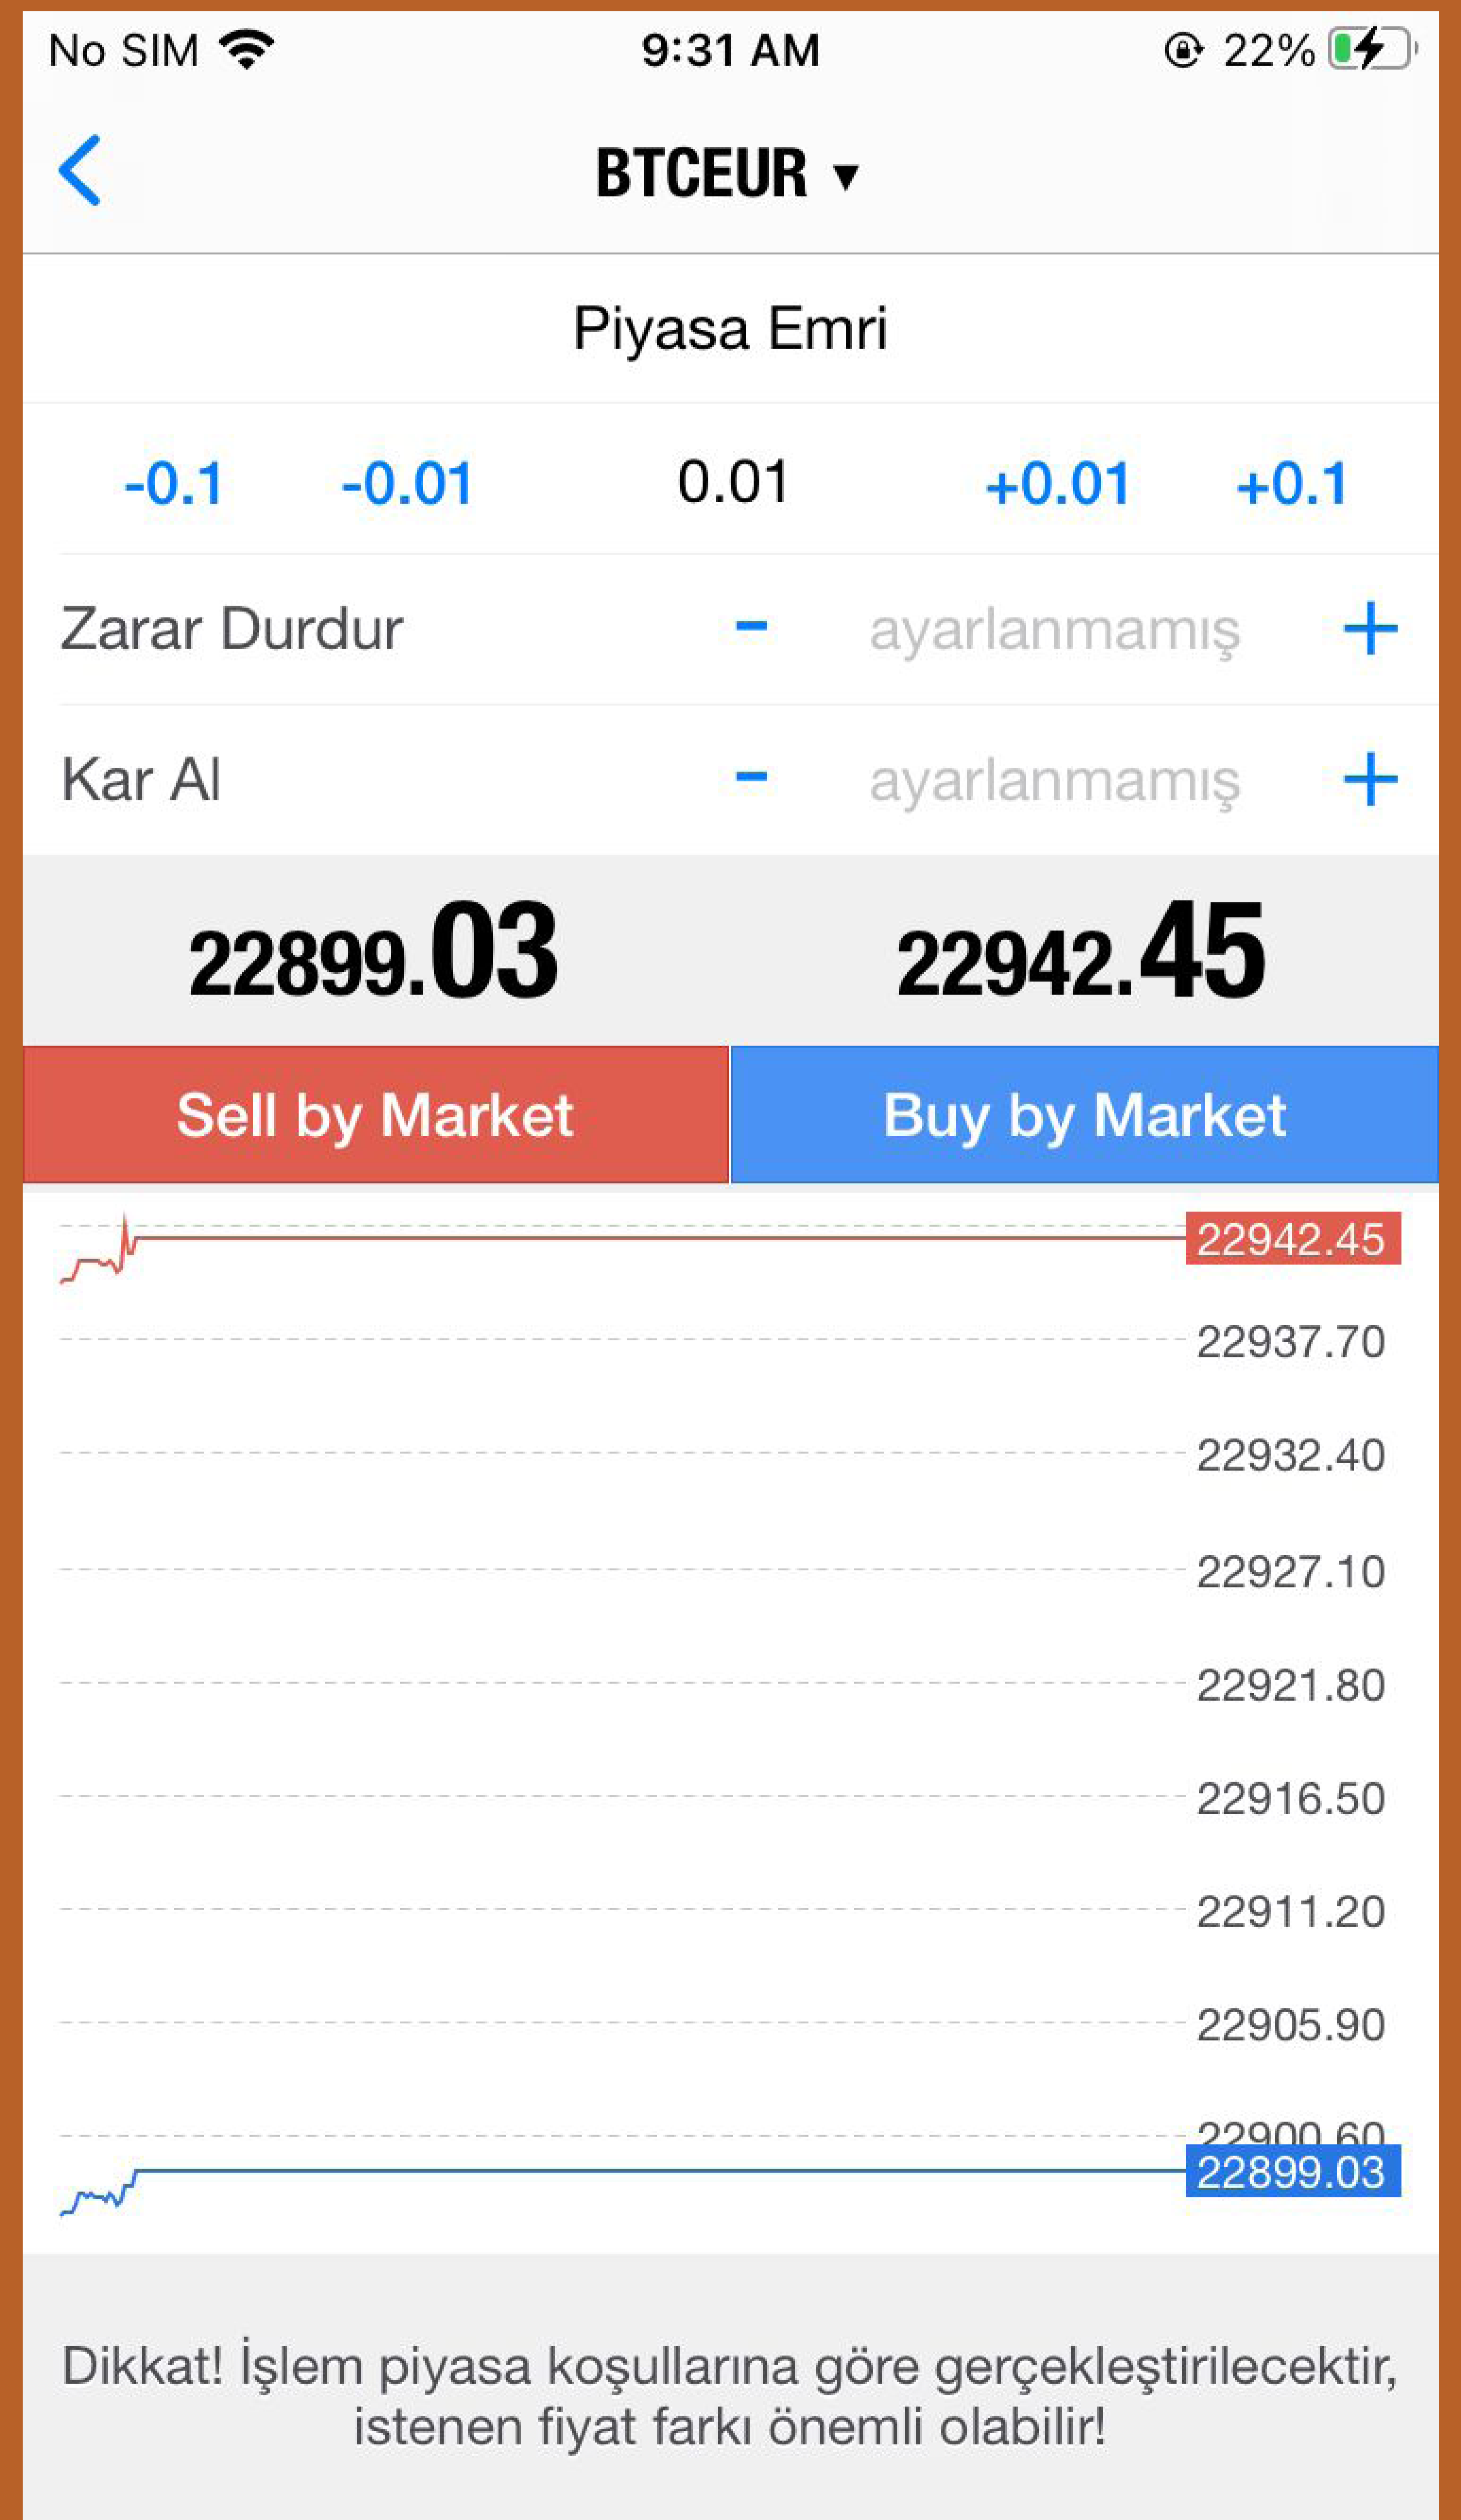 No SIM 9:31 AM 22%
BTCEUR ▼
Piyasa Emri
-0.1 -0.01 0.01 +0.01 +0.1
Zarar Durdur - ayarlanmamış +
Kar Al - ayarlanmamış +
22899.03 22942.45
Sell by Market Buy by Market
22942.45
22937.70
22932.40
22927.10
22921.80
22916.50
22911.20
22905.90
22900.60
22899.03
Dikkat! İşlem piyasa koşullarına göre gerçekleştirilecektir,
istenen fiyat farkı önemli olabilir!